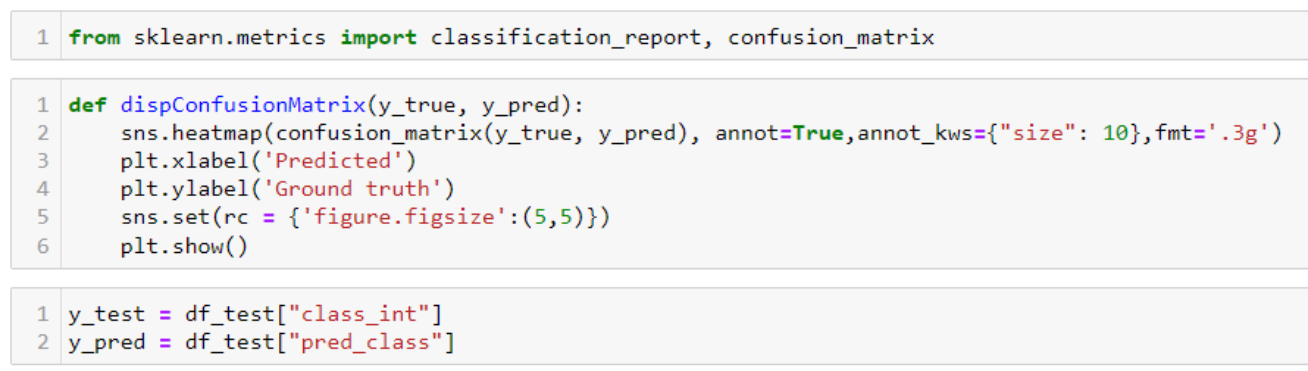 1 from sklearn.metrics import classification_report, confusion_matrix
1 def dispConfusionMatrix(y_true, y_pred):
2     sns.heatmap(confusion_matrix(y_true, y_pred), annot=True,annot_kws={"size": 10},fmt='.3g')
3     plt.xlabel('Predicted')
4     plt.ylabel('Ground truth')
5     sns.set(rc = {'figure.figsize':(5,5)})
6     plt.show()
1 y_test = df_test["class_int"]
2 y_pred = df_test["pred_class"]